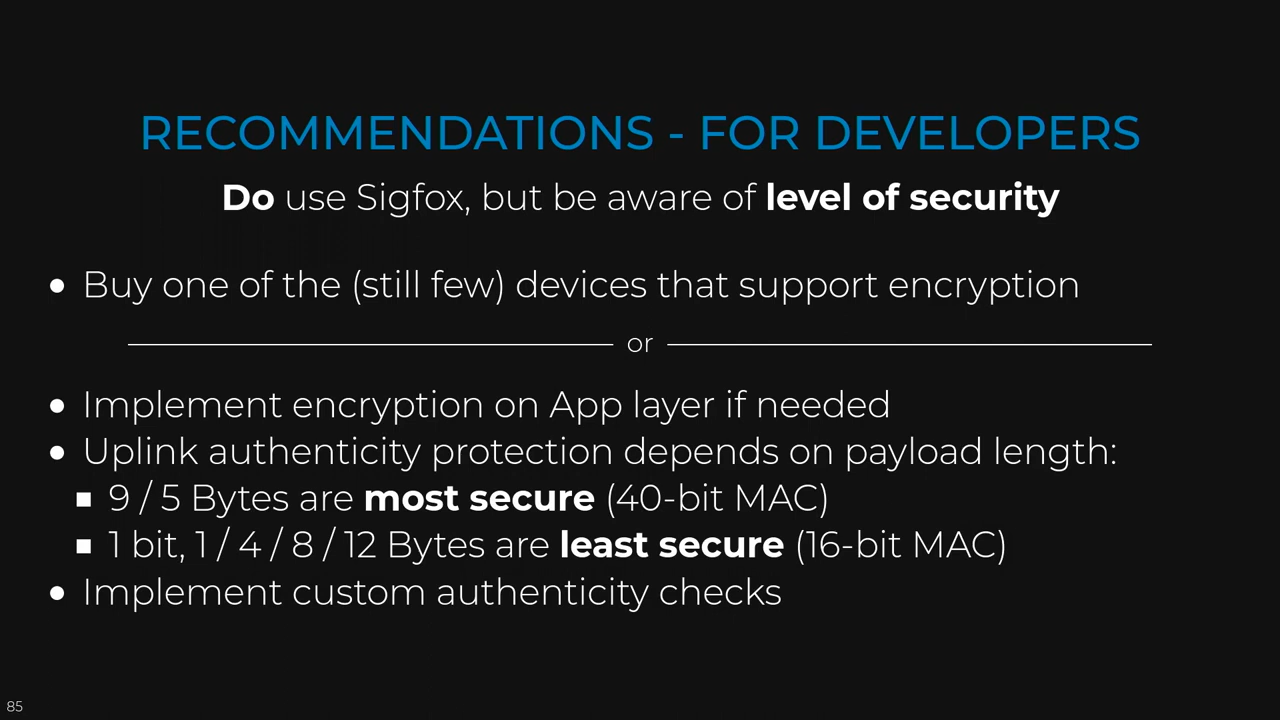 RECOMMENDATIONS - FOR DEVELOPERS
Do use Sigfox, but be aware of level of security
• Buy one of the (still few) devices that support encryption
or
• Implement encryption on App layer if needed
• Uplink authenticity protection depends on payload length:
▪ 9 / 5 Bytes are most secure (40-bit MAC)
▪ 1 bit, 1 / 4 / 8 / 12 Bytes are least secure (16-bit MAC)
• Implement custom authenticity checks
85